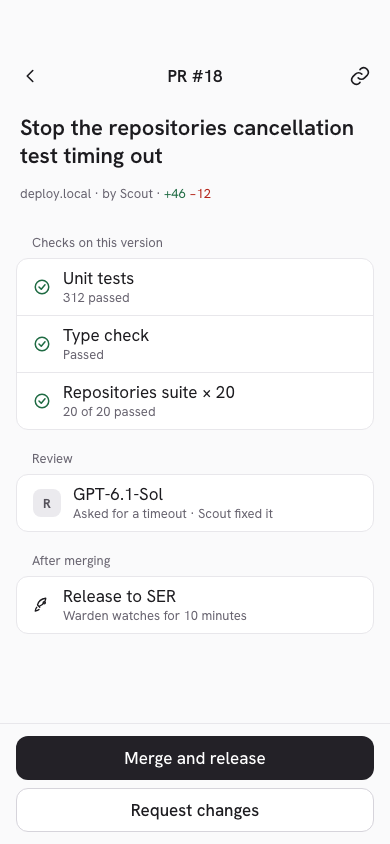 PR #18
Stop the repositories cancellation
test timing out
deploy.local · by Scout · +46 −12
Checks on this version
Unit tests
312 passed
Type check
Passed
Repositories suite × 20
20 of 20 passed
Review
R
GPT-6.1-Sol
Asked for a timeout · Scout fixed it
After merging
Release to SER
Warden watches for 10 minutes
Merge and release
Request changes